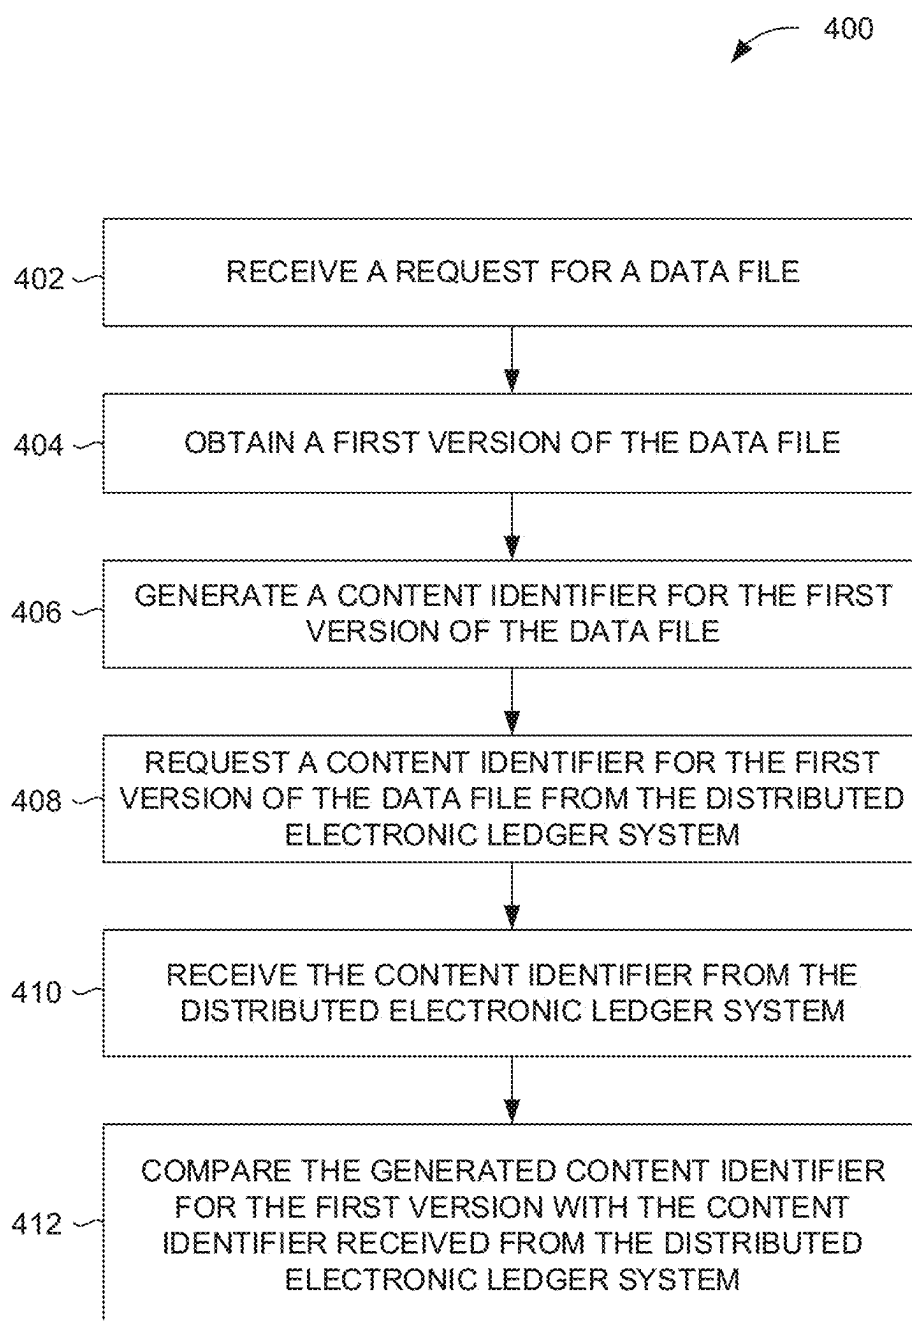 400
402
RECEIVE A REQUEST FOR A DATA FILE
404
OBTAIN A FIRST VERSION OF THE DATA FILE
406
GENERATE A CONTENT IDENTIFIER FOR THE FIRST
VERSION OF THE DATA FILE
408
REQUEST A CONTENT IDENTIFIER FOR THE FIRST
VERSION OF THE DATA FILE FROM THE DISTRIBUTED
ELECTRONIC LEDGER SYSTEM
410
RECEIVE THE CONTENT IDENTIFIER FROM THE
DISTRIBUTED ELECTRONIC LEDGER SYSTEM
412
COMPARE THE GENERATED CONTENT IDENTIFIER
FOR THE FIRST VERSION WITH THE CONTENT
IDENTIFIER RECEIVED FROM THE DISTRIBUTED
ELECTRONIC LEDGER SYSTEM